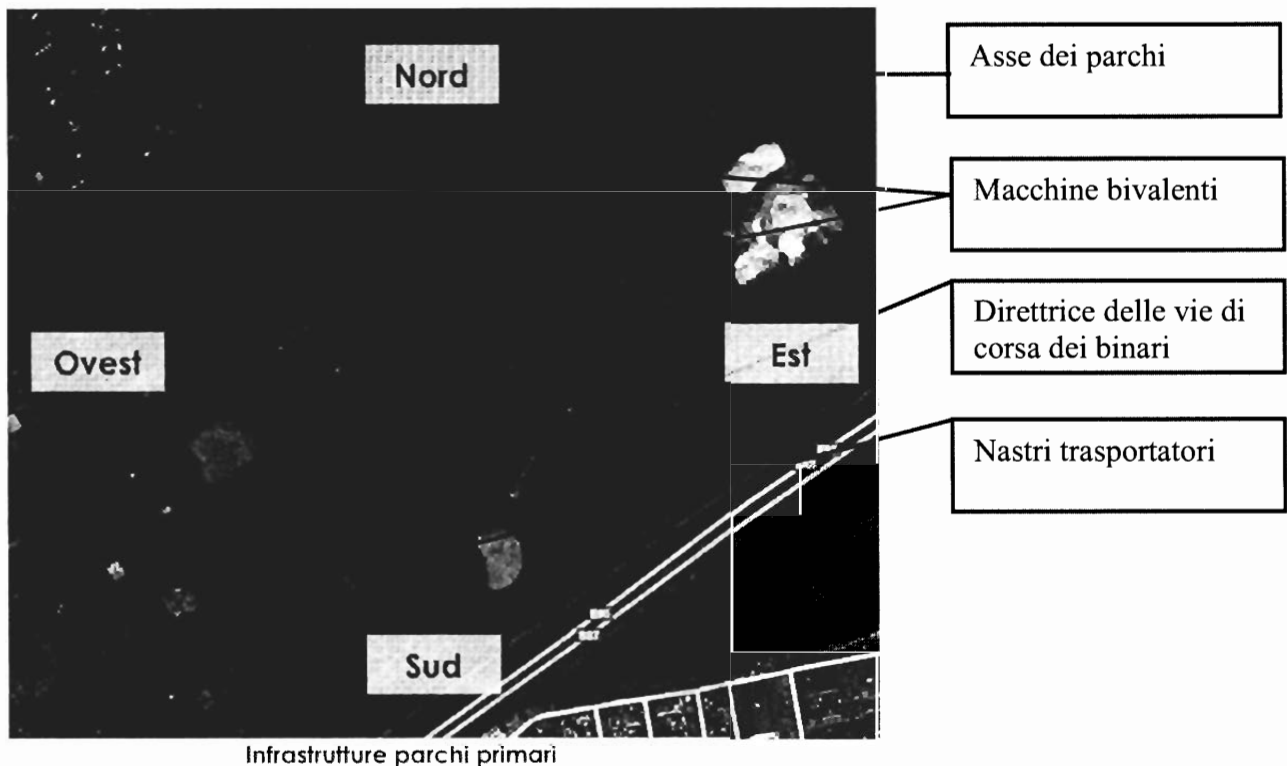 Nord
Asse dei parchi
Macchine bivalenti
Ovest
Est
Direttrice delle vie di
corsa dei binari
Nastri trasportatori
Sud
Infrastrutture parchi primari